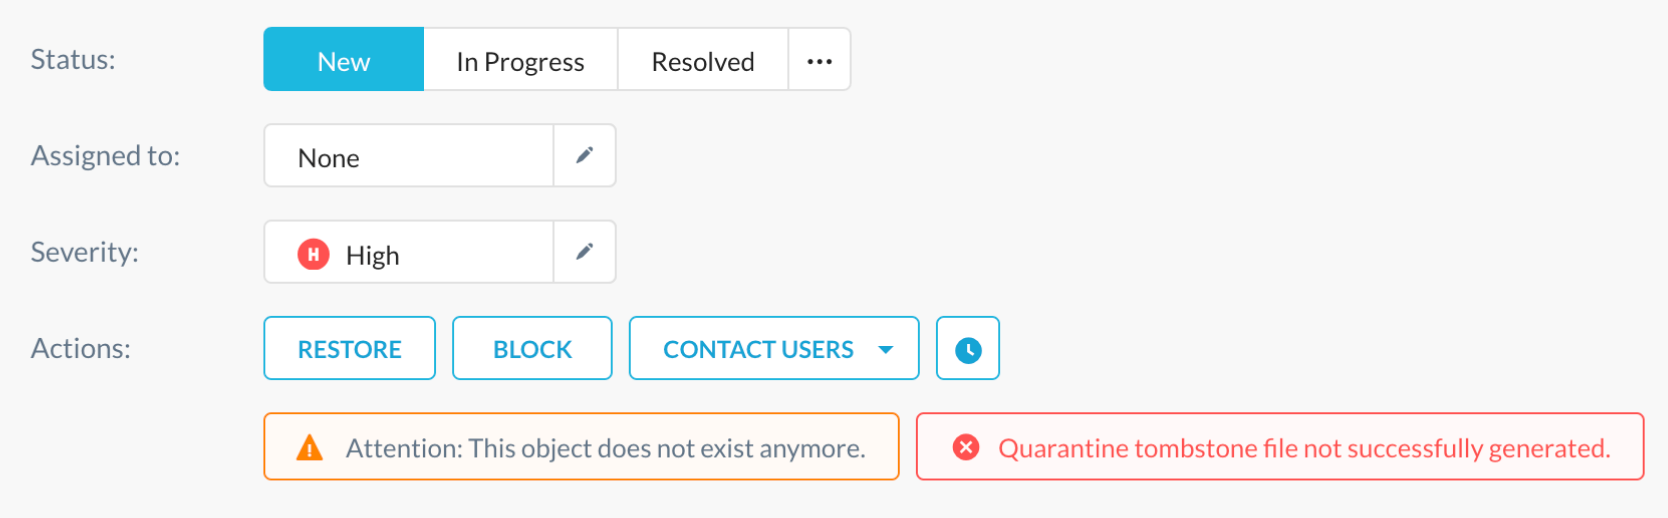 Status: New In Progress Resolved ...
Assigned to: None
Severity: H High
Actions: RESTORE BLOCK CONTACT USERS
Attention: This object does not exist anymore. Quarantine tombstone file not successfully generated.